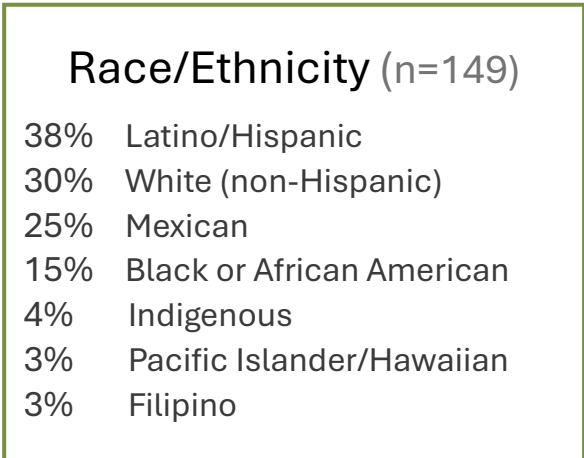 Race/Ethnicity (n=149)
38% Latino/Hispanic
30% White (non-Hispanic)
25% Mexican
15% Black or African American
4% Indigenous
3% Pacific Islander/Hawaiian
3% Filipino